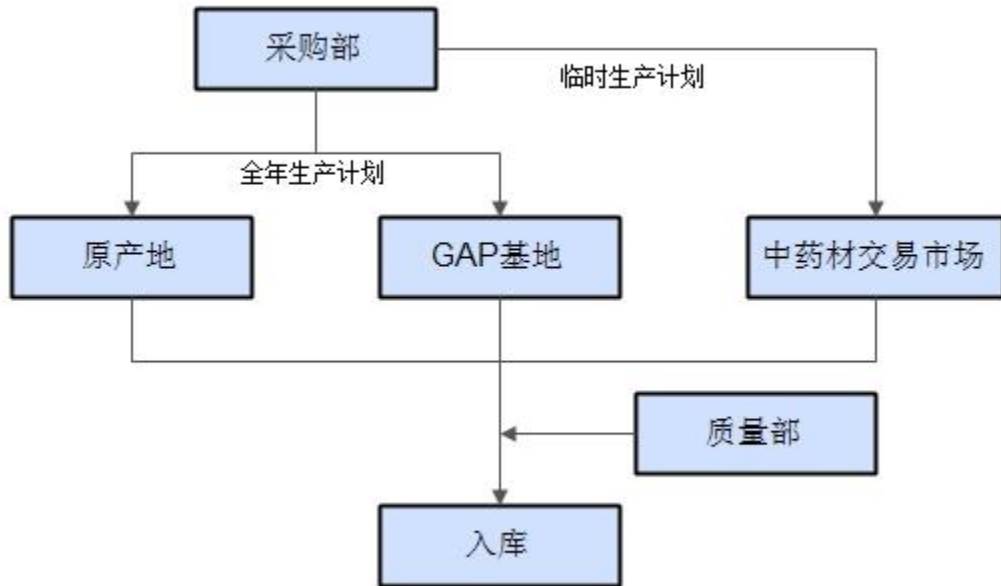 采购部
临时生产计划
全年生产计划
原产地
GAP基地
中药材交易市场
质量部
入库